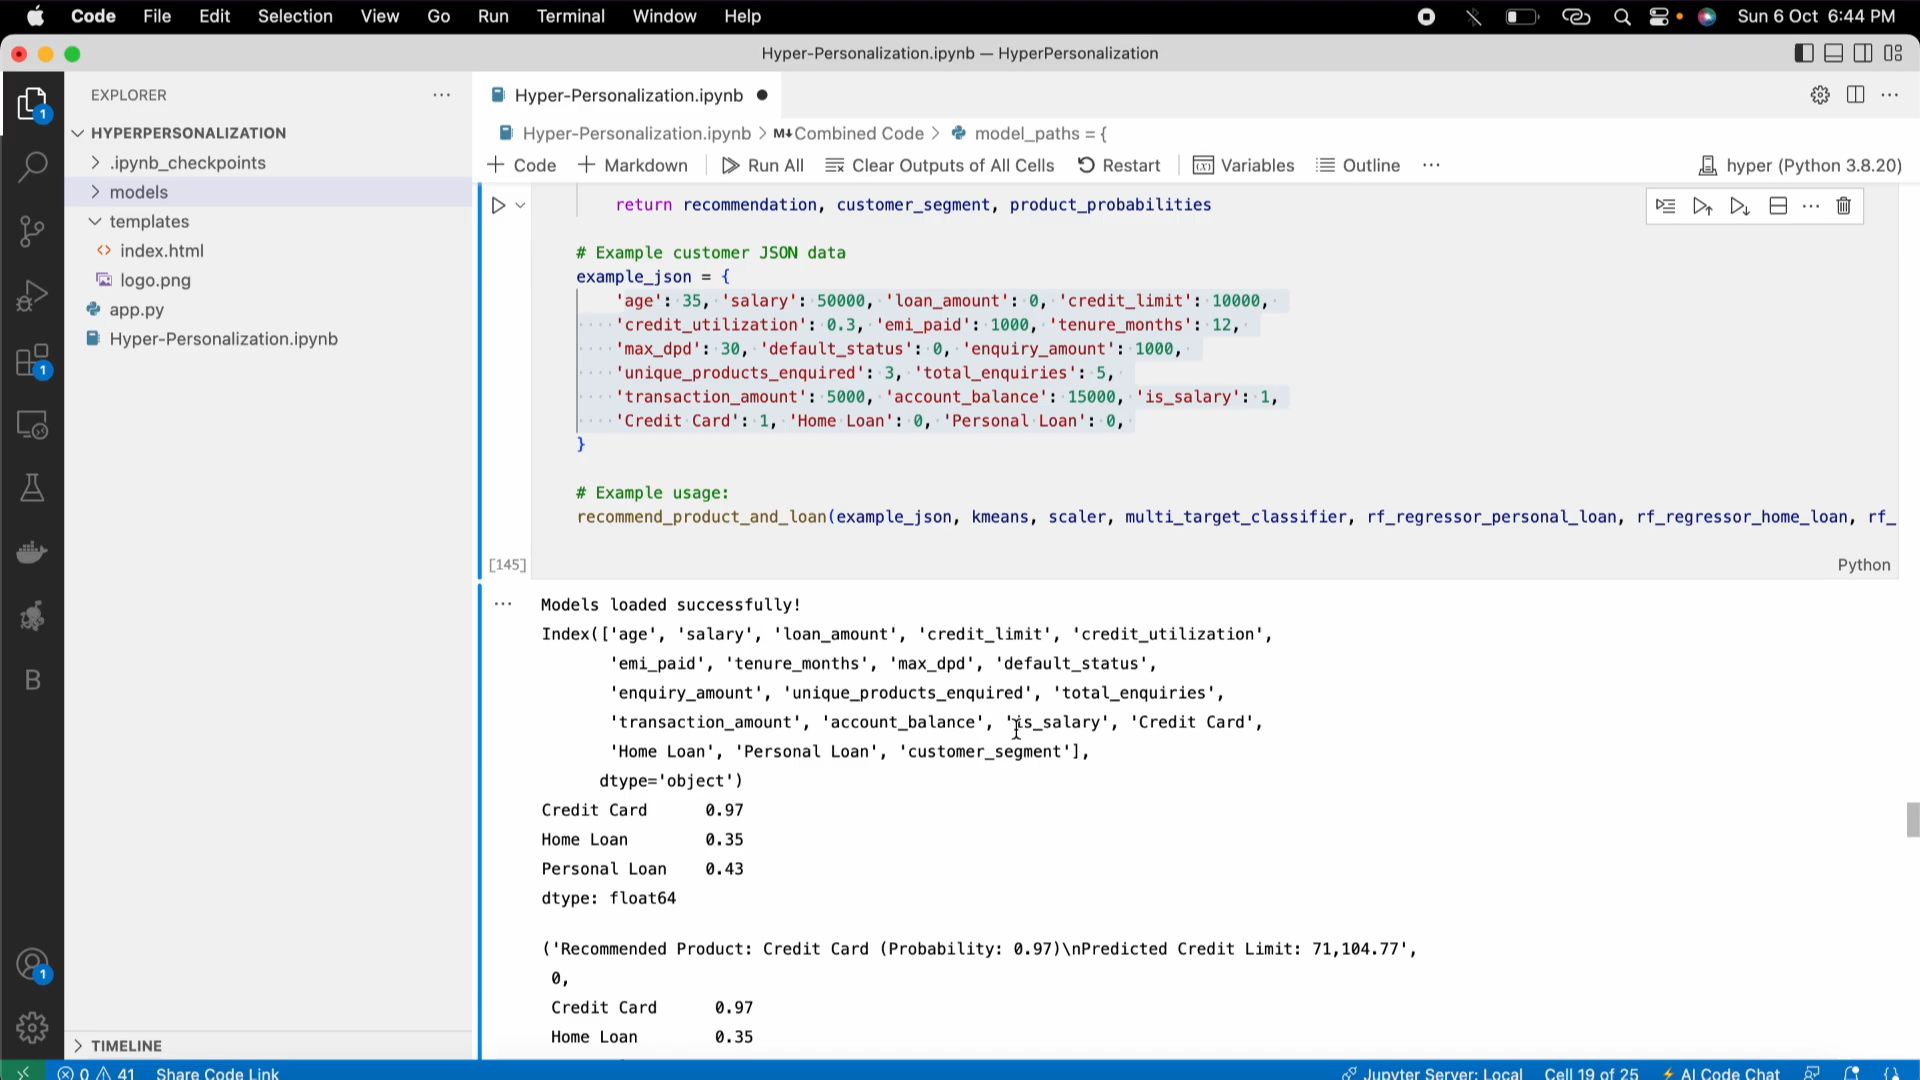 Code File Edit Selection View Go Run Terminal Window Help Sun 6 Oct 6:44 PM
Hyper-Personalization.ipynb — HyperPersonalization
EXPLORER
HYPERPERSONALIZATION
.ipynb_checkpoints
models
templates
index.html
logo.png
app.py
Hyper-Personalization.ipynb
TIMELINE
1
1
B
1
Hyper-Personalization.ipynb
Hyper-Personalization.ipynb > M↓Combined Code > model_paths = {
+ Code + Markdown Run All Clear Outputs of All Cells Restart Variables Outline ··· hyper (Python 3.8.20)
return recommendation, customer_segment, product_probabilities
# Example customer JSON data
example_json = {
'age': 35, 'salary': 50000, 'loan_amount': 0, 'credit_limit': 10000,
'credit_utilization': 0.3, 'emi_paid': 1000, 'tenure_months': 12,
'max_dpd': 30, 'default_status': 0, 'enquiry_amount': 1000,
'unique_products_enquired': 3, 'total_enquiries': 5,
'transaction_amount': 5000, 'account_balance': 15000, 'is_salary': 1,
'Credit Card': 1, 'Home Loan': 0, 'Personal Loan': 0,
}
# Example usage:
recommend_product_and_loan(example_json, kmeans, scaler, multi_target_classifier, rf_regressor_personal_loan, rf_regressor_home_loan, rf_
[145] Python
Models loaded successfully!
Index(['age', 'salary', 'loan_amount', 'credit_limit', 'credit_utilization',
'emi_paid', 'tenure_months', 'max_dpd', 'default_status',
'enquiry_amount', 'unique_products_enquired', 'total_enquiries',
'transaction_amount', 'account_balance', 'is_salary', 'Credit Card',
'Home Loan', 'Personal Loan', 'customer_segment'],
dtype='object')
Credit Card 0.97
Home Loan 0.35
Personal Loan 0.43
dtype: float64
('Recommended Product: Credit Card (Probability: 0.97)\nPredicted Credit Limit: 71,104.77',
0,
Credit Card 0.97
Home Loan 0.35
0 41 Share Code Link Jupyter Server: Local Cell 19 of 25 AI Code Chat